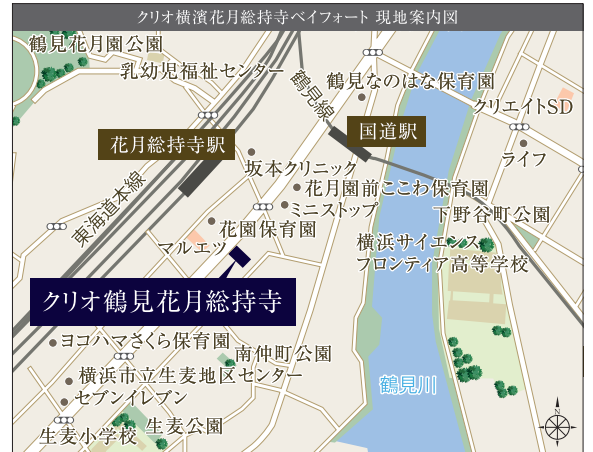 クリオ横濱花月総持寺ベイフォート 現地案内図
鶴見花月園公園
乳幼児福祉センター
鶴見線
鶴見なのはな保育園
クリエイトSD
国道駅
花月総持寺駅
ライフ
坂本クリニック
花月園前ここわ保育園
東海道本線
ミニストップ
下野谷町公園
花園保育園
マルエツ
横浜サイエンス
フロンティア高等学校
クリオ鶴見花月総持寺
ヨコハマさくら保育園
南仲町公園
横浜市立生麦地区センター
鶴見川
セブンイレブン
生麦小学校
生麦公園
N